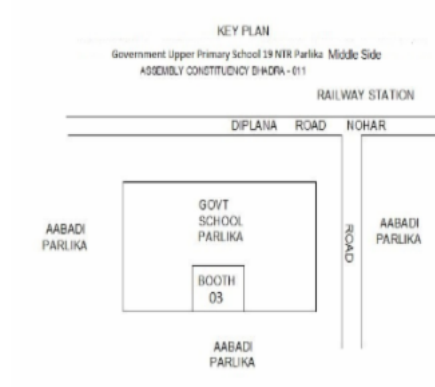 KEY PLAN
Government Upper Primary School 19 NTR Parlika Middle Side
ASSEMBLY CONSTITUENCY BHADRA - 011
RAILWAY STATION
DIPLANA ROAD NOHAR
GOVT
SCHOOL
PARLIKA
AABADI
PARLIKA
ROAD
AABADI
PARLIKA
BOOTH
03
AABADI
PARLIKA